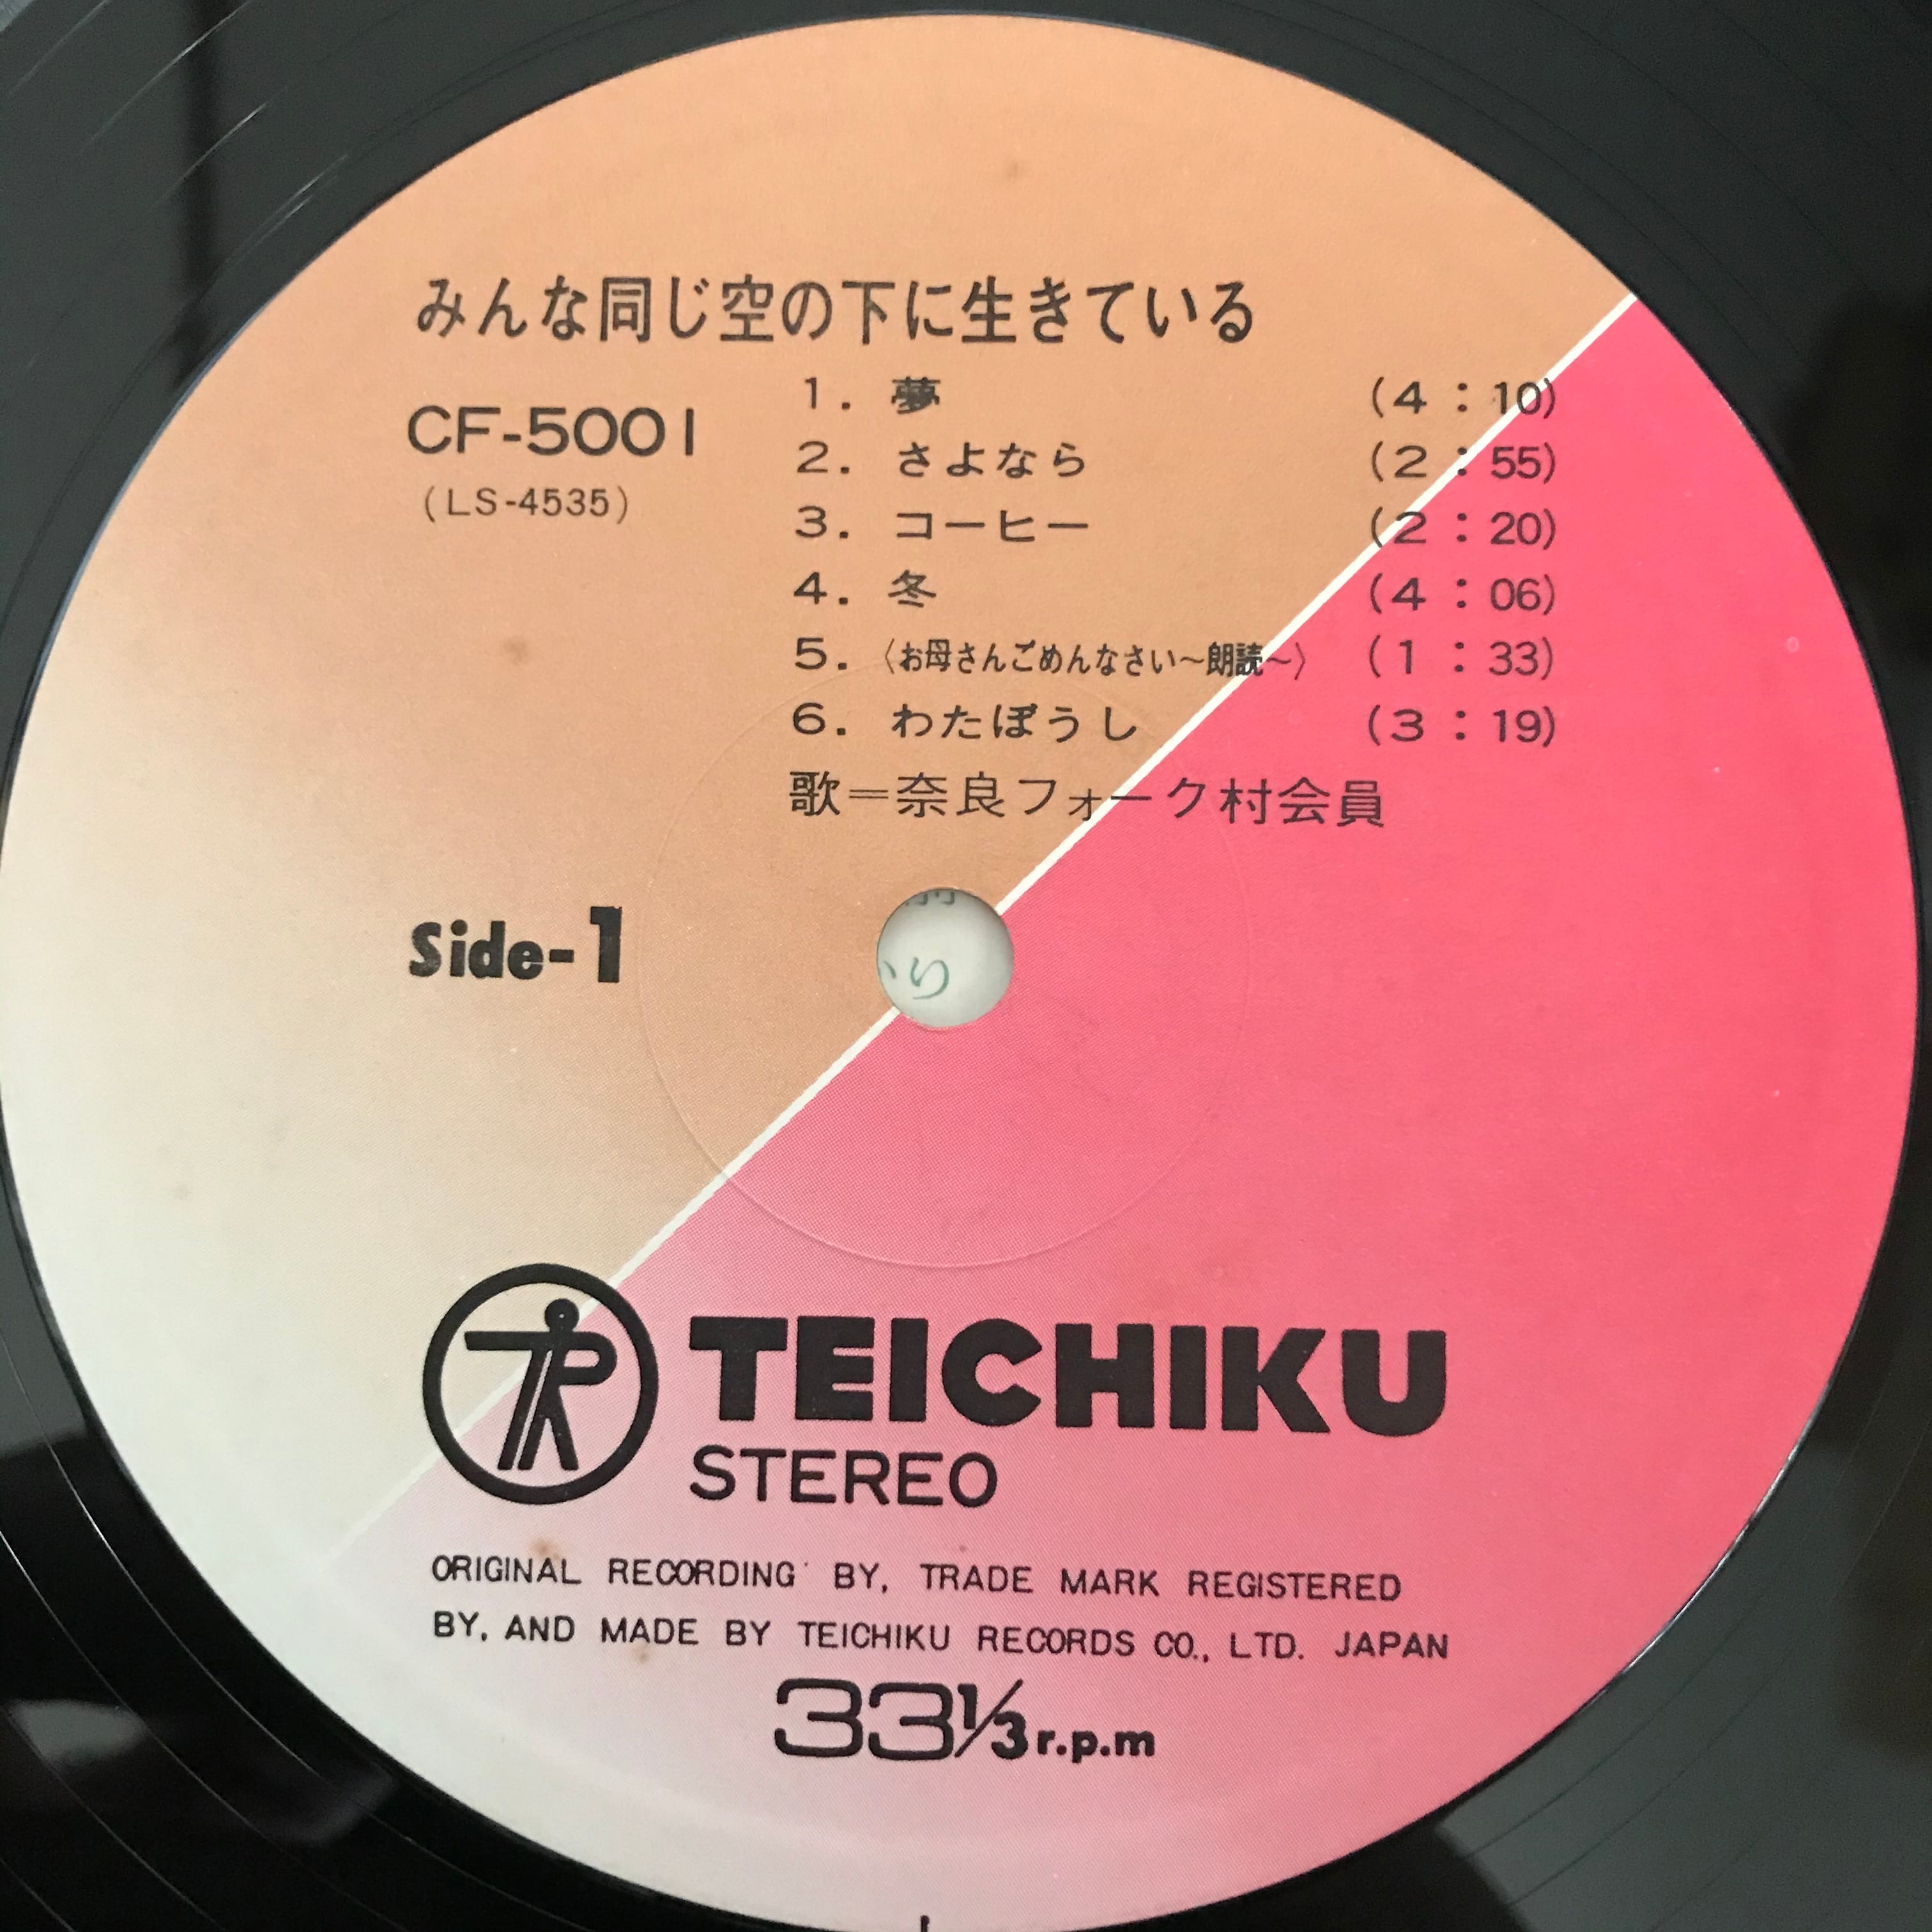 みんな同じ空の下に生きている
CF-5001
(LS-4535)
1. 夢 (4:10)
2. さよなら (2:55)
3. コーヒー (2:20)
4. 冬 (4:06)
5. 〈お母さんごめんなさい~朗読~〉 (1:33)
6. わたぼうし (3:19)
歌=奈良フォーク村会員
Side-1
TEICHIKU
STEREO
ORIGINAL RECORDING BY, TRADE MARK REGISTERED
BY, AND MADE BY TEICHIKU RECORDS CO., LTD. JAPAN
33 1/3 r.p.m